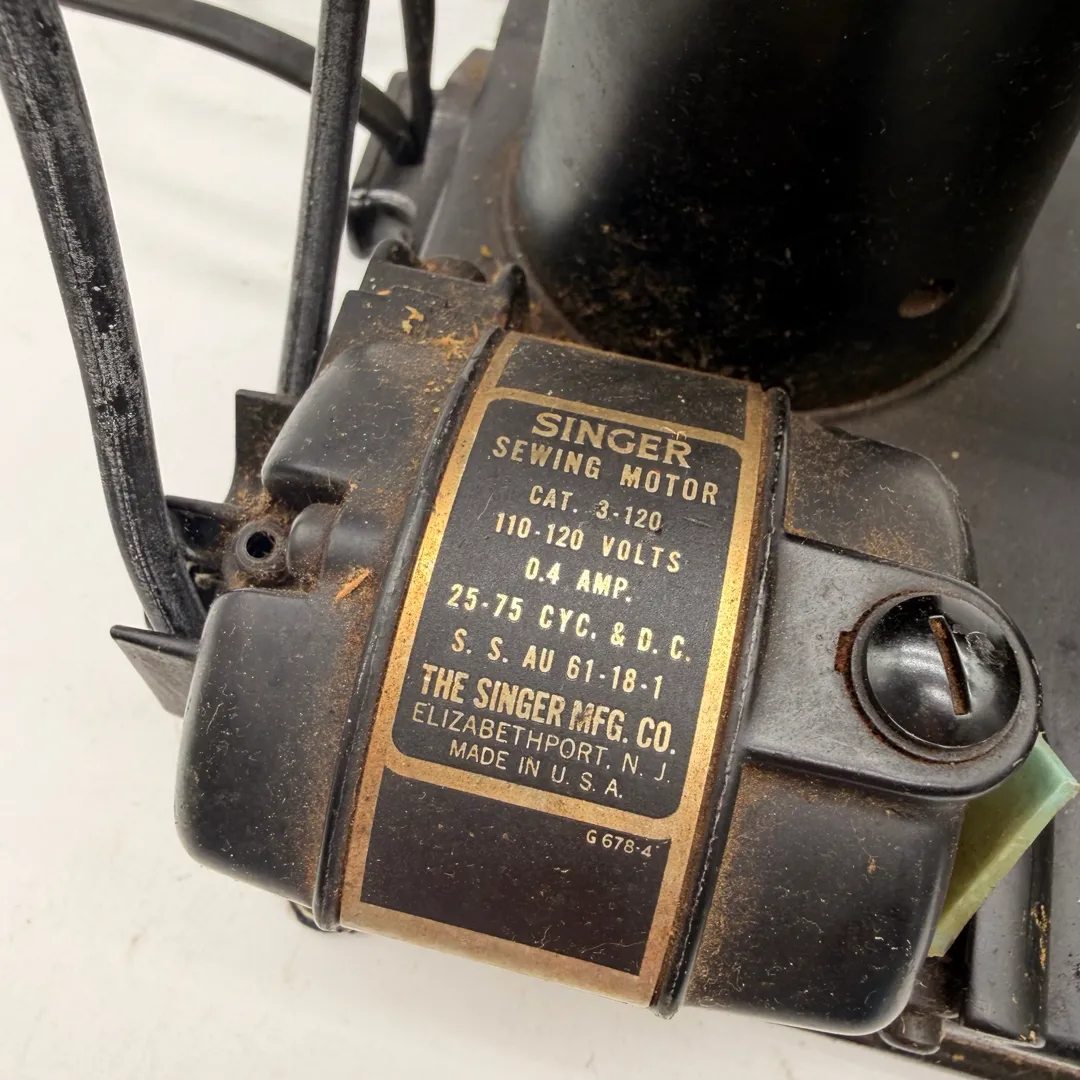 SINGER
SEWING MOTOR
CAT. 3-120
110-120 VOLTS
0.4 AMP.
25-75 CYC. & D.C.
S. S. AU 61-18-1
THE SINGER MFG. CO.
ELIZABETHPORT, N. J.
MADE IN U. S. A.
G 678-4